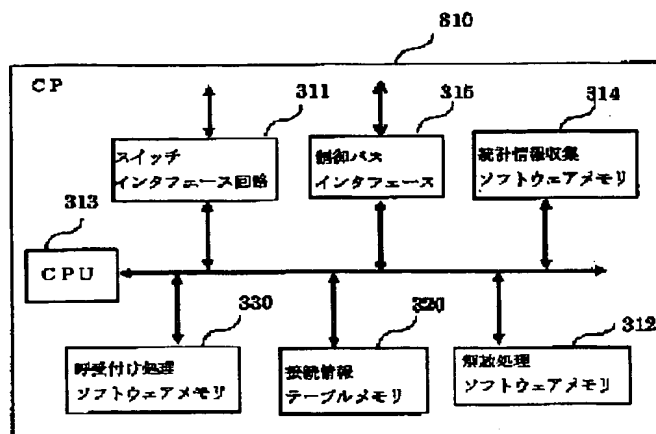 310
CP
311
315
314
スイッチ
インタフェース回路
制御バス
インタフェース
統計情報収集
ソフトウェアメモリ
313
CPU
330
320
312
呼受付け処理
ソフトウェアメモリ
接続情報
テーブルメモリ
解放処理
ソフトウェアメモリ